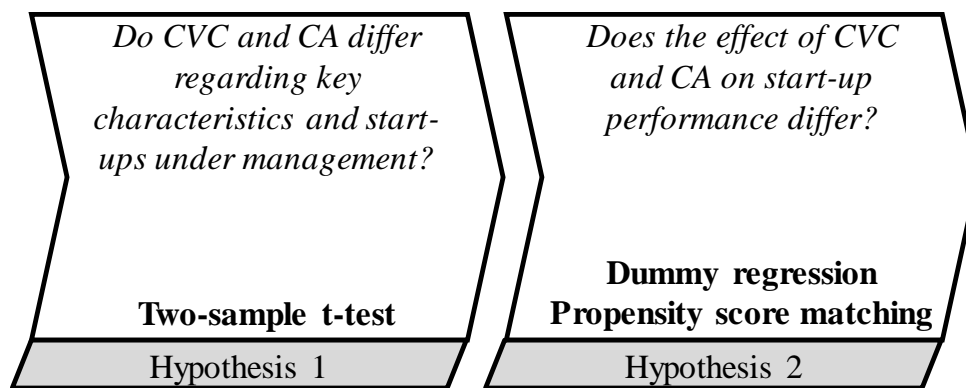 Do CVC and CA differ
regarding key
characteristics and start-
ups under management?
Two-sample t-test
Hypothesis 1
Does the effect of CVC
and CA on start-up
performance differ?
Dummy regression
Propensity score matching
Hypothesis 2